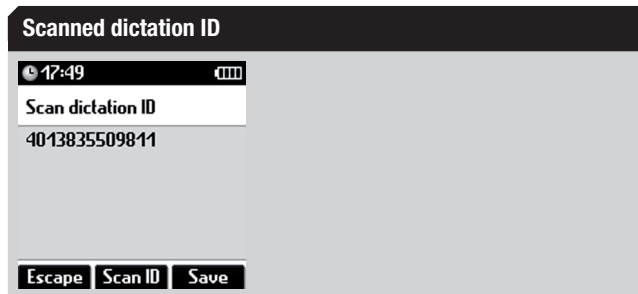 Scanned dictation ID
17:49
Scan dictation ID
4013835509811
Escape Scan ID Save